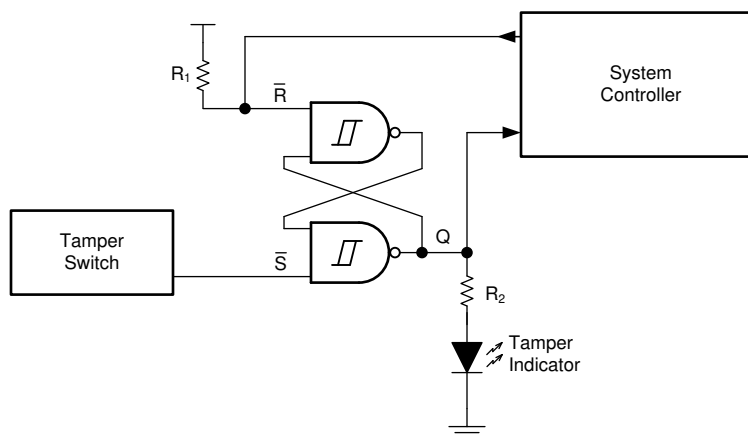 R₁
R̅
System
Controller
Tamper
Switch
S̅
Q
R₂
Tamper
Indicator